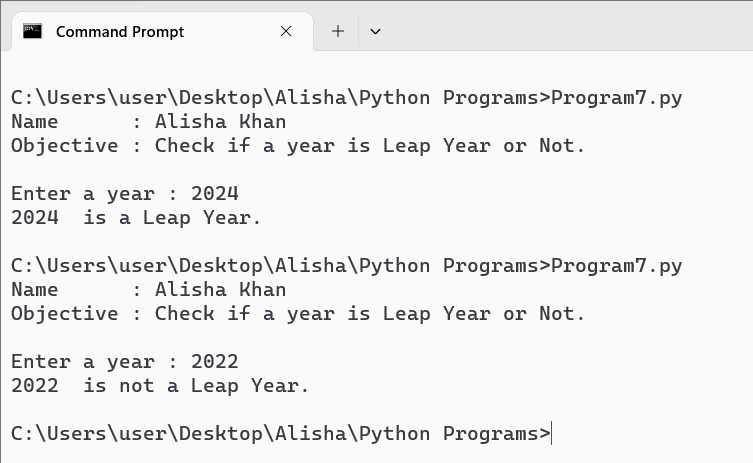 Command Prompt
C:\Users\user\Desktop\Alisha\Python Programs>Program7.py
Name      : Alisha Khan
Objective : Check if a year is Leap Year or Not.
Enter a year : 2024
2024  is a Leap Year.
C:\Users\user\Desktop\Alisha\Python Programs>Program7.py
Name      : Alisha Khan
Objective : Check if a year is Leap Year or Not.
Enter a year : 2022
2022  is not a Leap Year.
C:\Users\user\Desktop\Alisha\Python Programs>